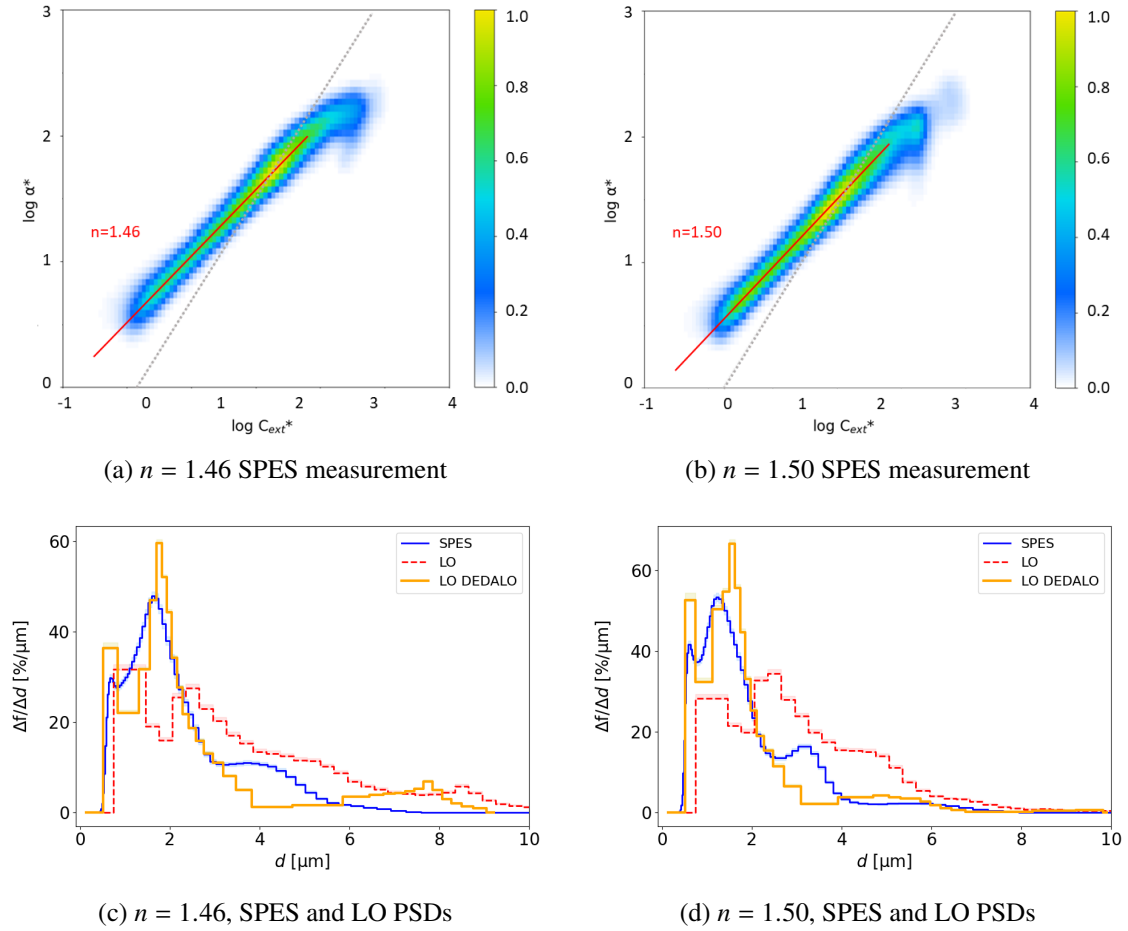 3
2
1
0
log α*
n=1.46
-1
0
1
2
3
4
log Cext*
1.0
0.8
0.6
0.4
0.2
0.0
(a) n = 1.46 SPES measurement
3
2
1
0
log α*
n=1.50
-1
0
1
2
3
4
log Cext*
1.0
0.8
0.6
0.4
0.2
0.0
(b) n = 1.50 SPES measurement
60
40
20
0
Δf/Δd [%/μm]
SPES
LO
LO DEDALO
0
2
4
6
8
10
d [μm]
(c) n = 1.46, SPES and LO PSDs
60
40
20
0
Δf/Δd [%/μm]
SPES
LO
LO DEDALO
0
2
4
6
8
10
d [μm]
(d) n = 1.50, SPES and LO PSDs